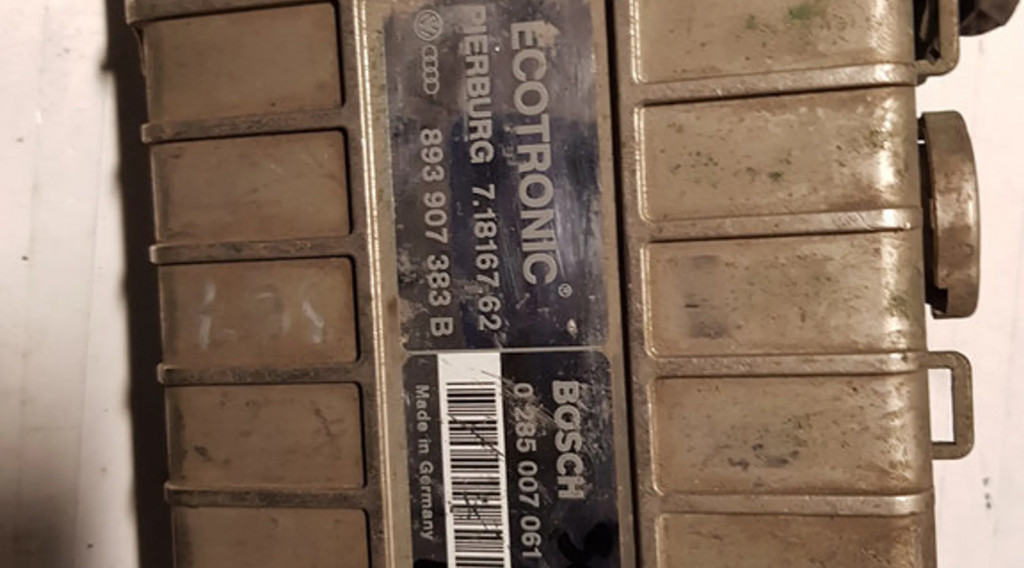 ECOTRONIC®
PIERBURG 7.18167.62
893 907 383 B
BOSCH
0 285 007 061
Made in Germany